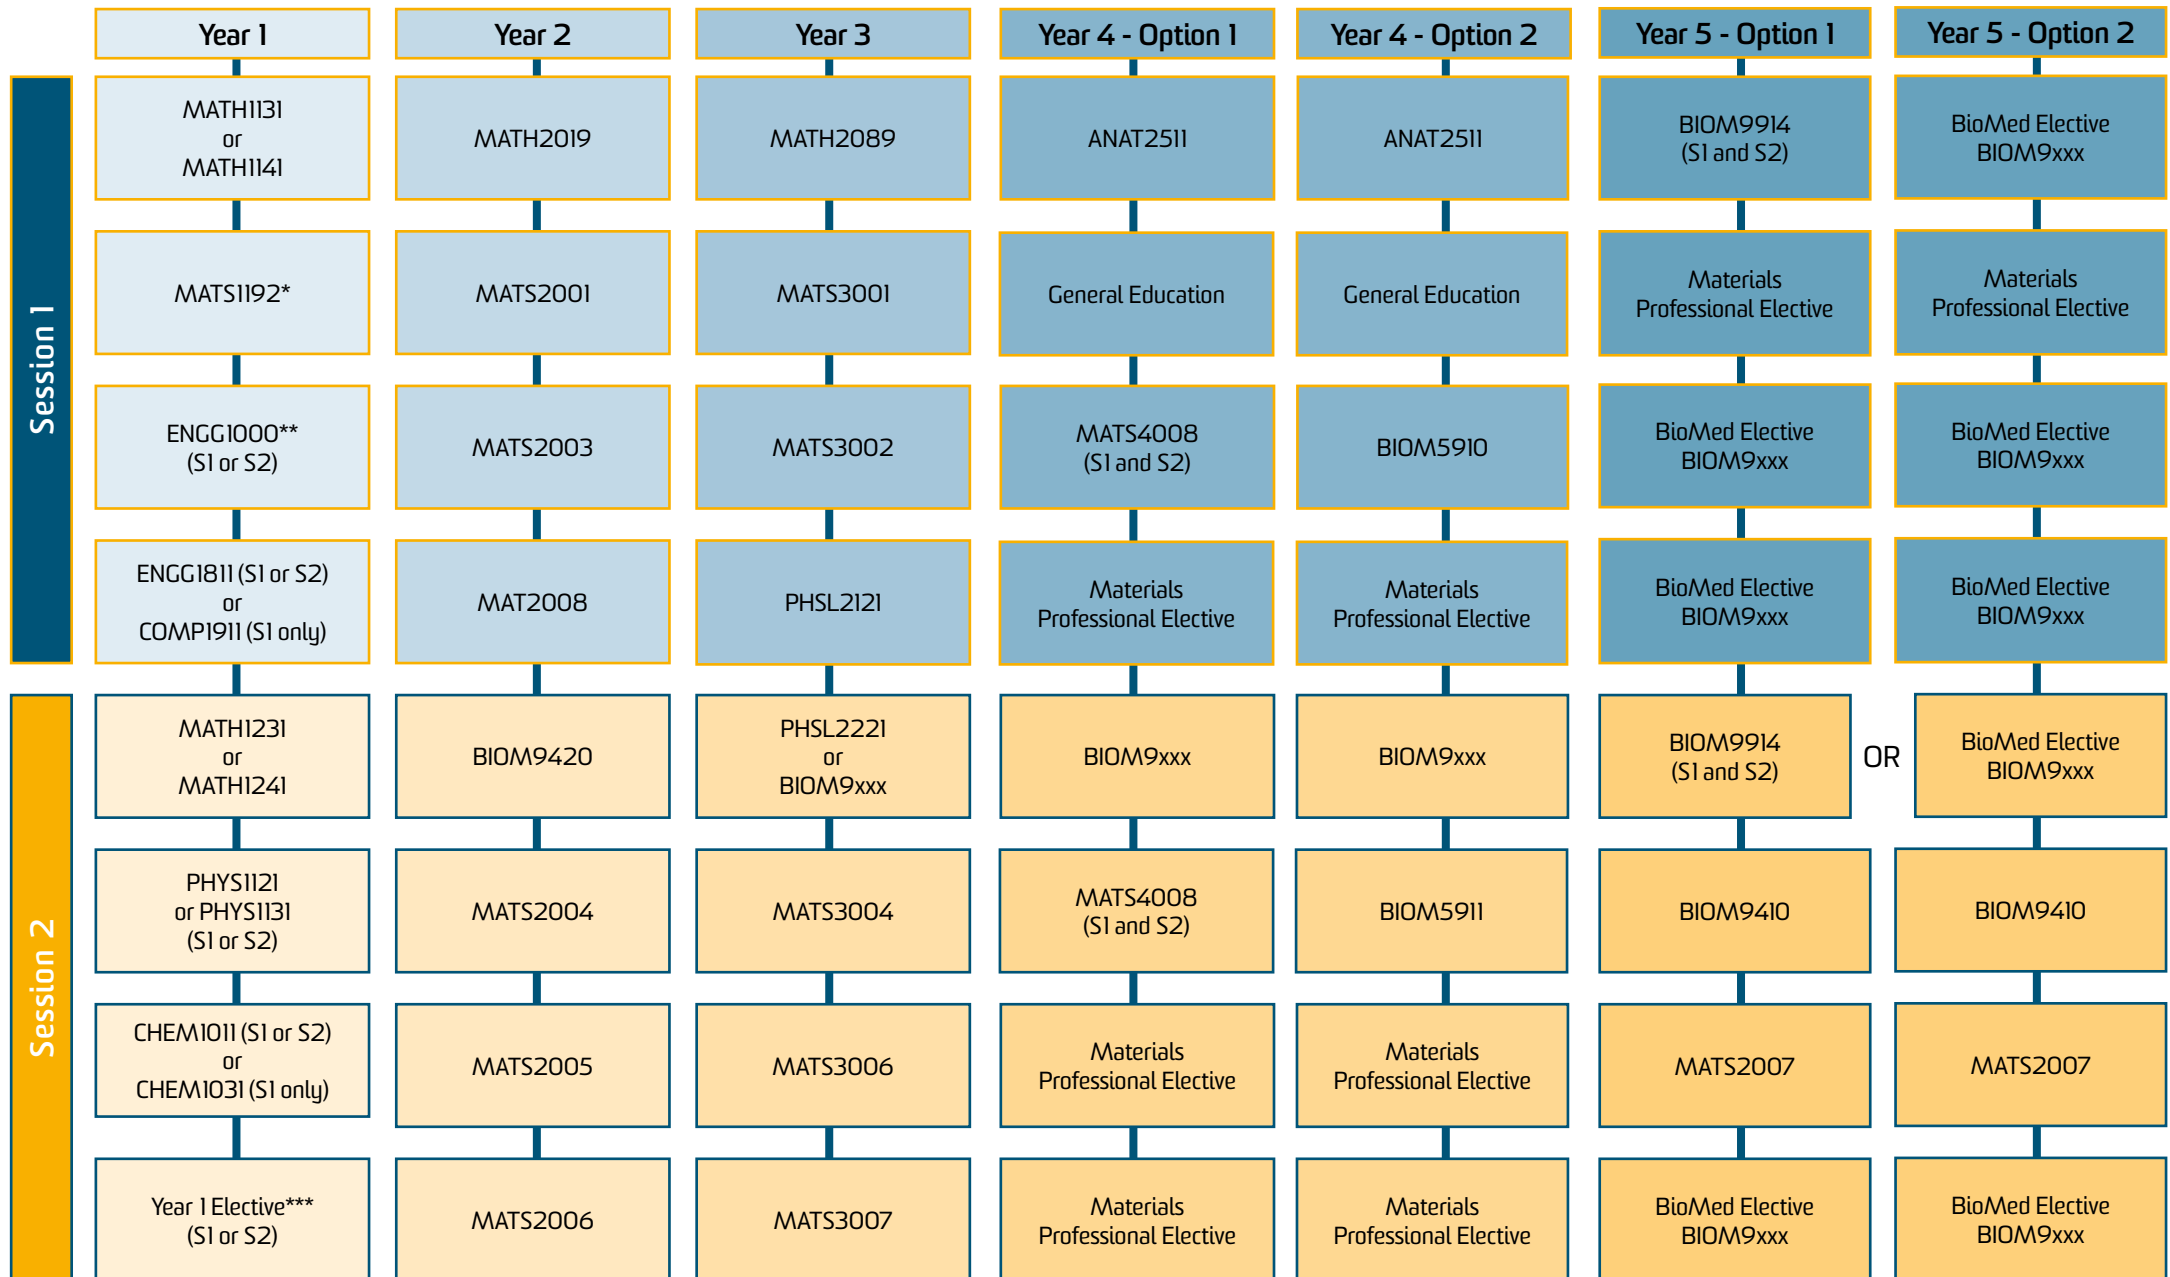 Year 1
Year 2
Year 3
Year 4 - Option 1
Year 4 - Option 2
Year 5 - Option 1
Year 5 - Option 2
Session 1
MATH1131
or
MATH1141
MATH2019
MATH2089
ANAT2511
ANAT2511
BIOM9914
(S1 and S2)
BioMed Elective
BIOM9xxx
MATS1192*
MATS2001
MATS3001
General Education
General Education
Materials
Professional Elective
Materials
Professional Elective
ENGG1000**
(S1 or S2)
MATS2003
MATS3002
MATS4008
(S1 and S2)
BIOM5910
BioMed Elective
BIOM9xxx
BioMed Elective
BIOM9xxx
ENGG1811 (S1 or S2)
or
COMP1911 (S1 only)
MAT2008
PHSL2121
Materials
Professional Elective
Materials
Professional Elective
BioMed Elective
BIOM9xxx
BioMed Elective
BIOM9xxx
Session 2
MATH1231
or
MATH1241
BIOM9420
PHSL2221
or
BIOM9xxx
BIOM9xxx
BIOM9xxx
BIOM9914
(S1 and S2)
OR
BioMed Elective
BIOM9xxx
PHYS1121
or PHYS1131
(S1 or S2)
MATS2004
MATS3004
MATS4008
(S1 and S2)
BIOM5911
BIOM9410
BIOM9410
CHEM1011 (S1 or S2)
or
CHEM1031 (S1 only)
MATS2005
MATS3006
Materials
Professional Elective
Materials
Professional Elective
MATS2007
MATS2007
Year 1 Elective***
(S1 or S2)
MATS2006
MATS3007
Materials
Professional Elective
Materials
Professional Elective
BioMed Elective
BIOM9xxx
BioMed Elective
BIOM9xxx